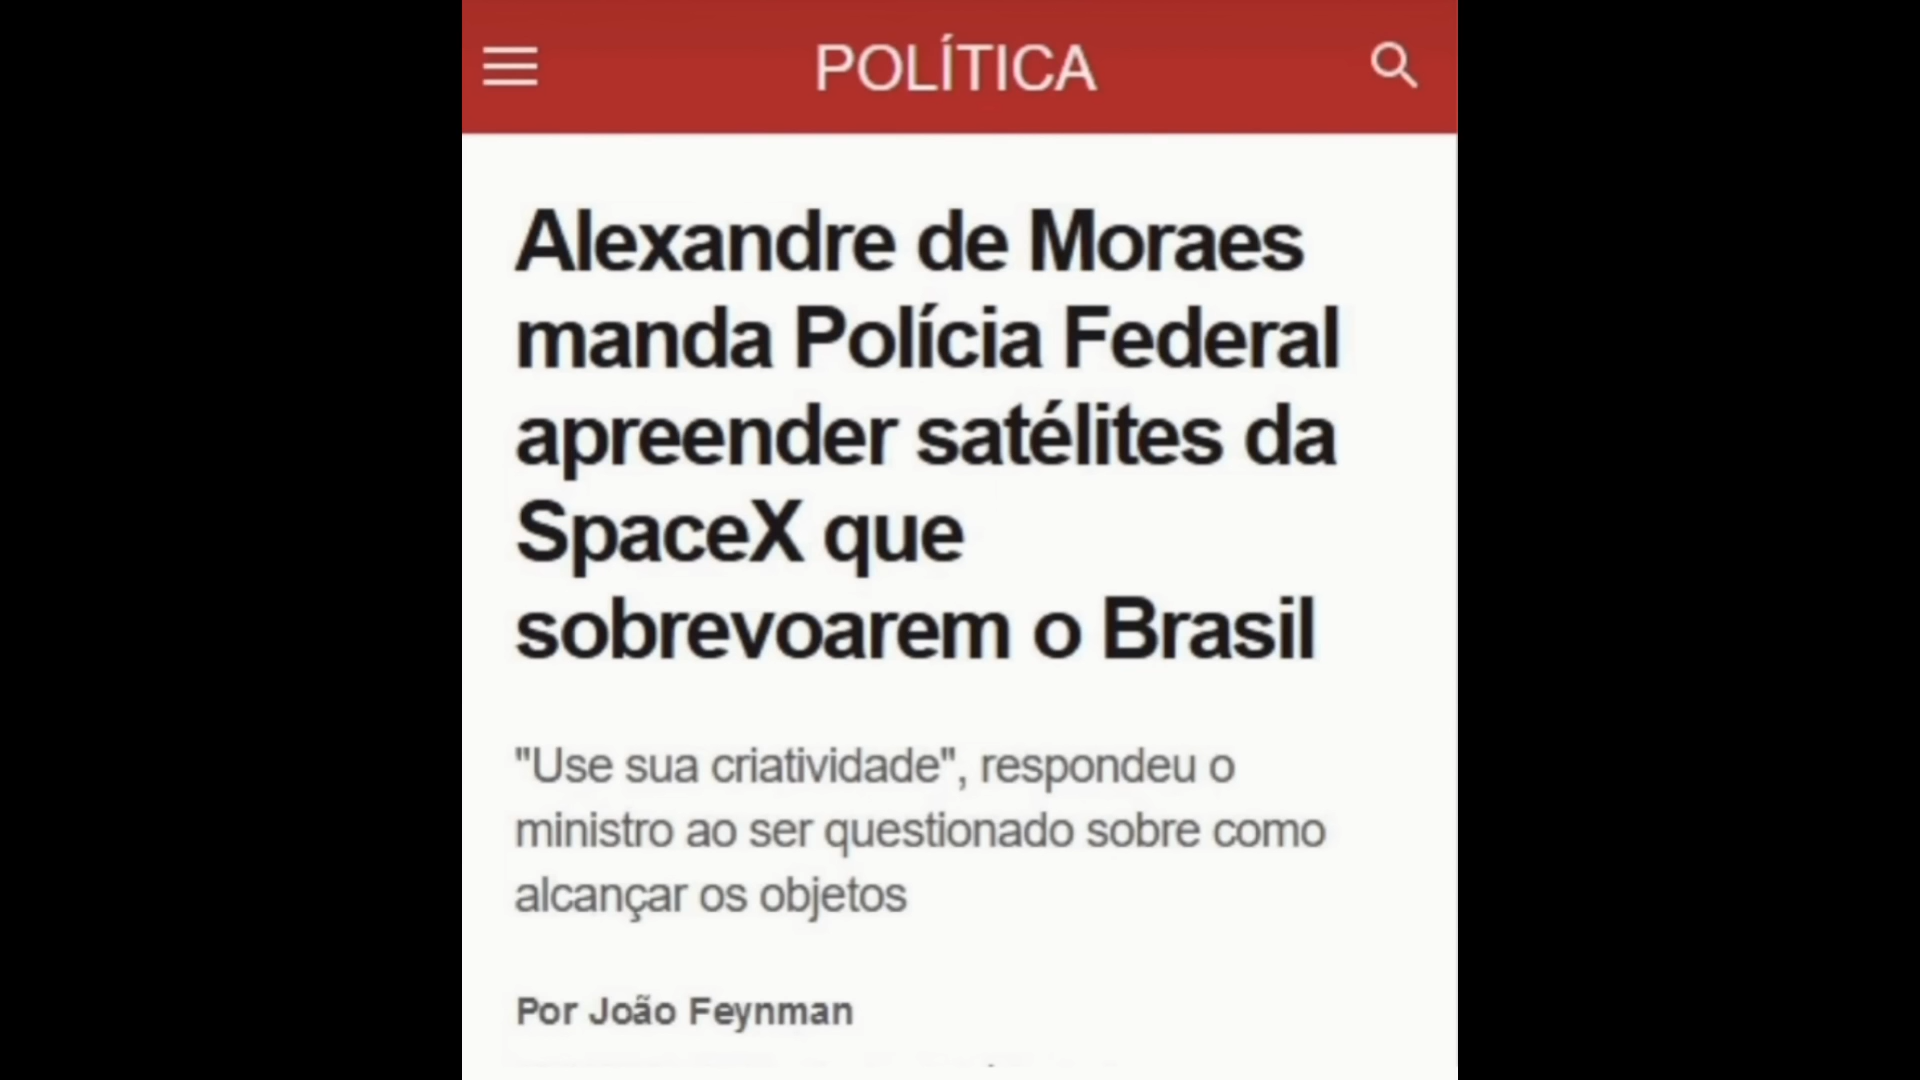 POLÍTICA
Alexandre de Moraes
manda Polícia Federal
apreender satélites da
SpaceX que
sobrevoarem o Brasil
"Use sua criatividade", respondeu o
ministro ao ser questionado sobre como
alcançar os objetos
Por João Feynman